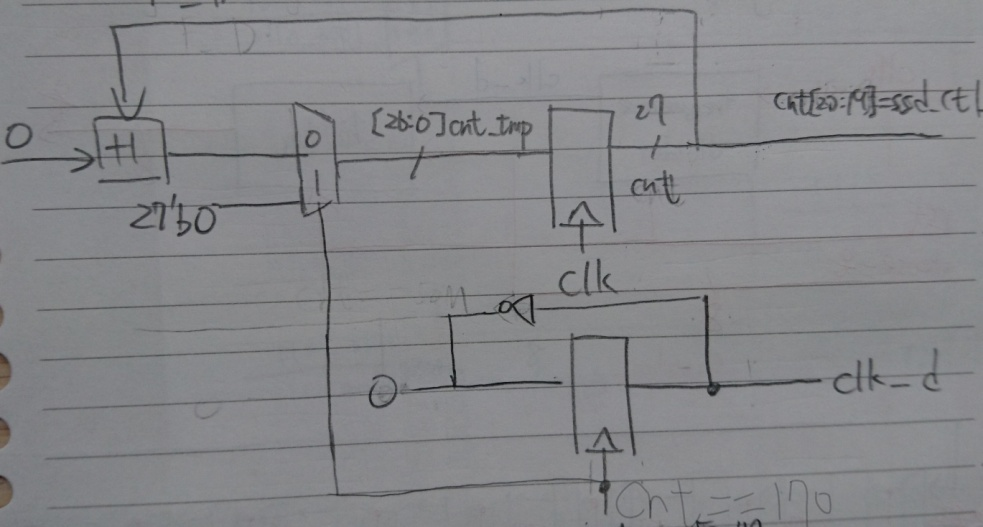 0
+1
0
1
27'b0
[26:0]cnt_tmp
27
cnt
cnt[20:19]=ssd_ctl
clk
0
clk_d
Cnt==170